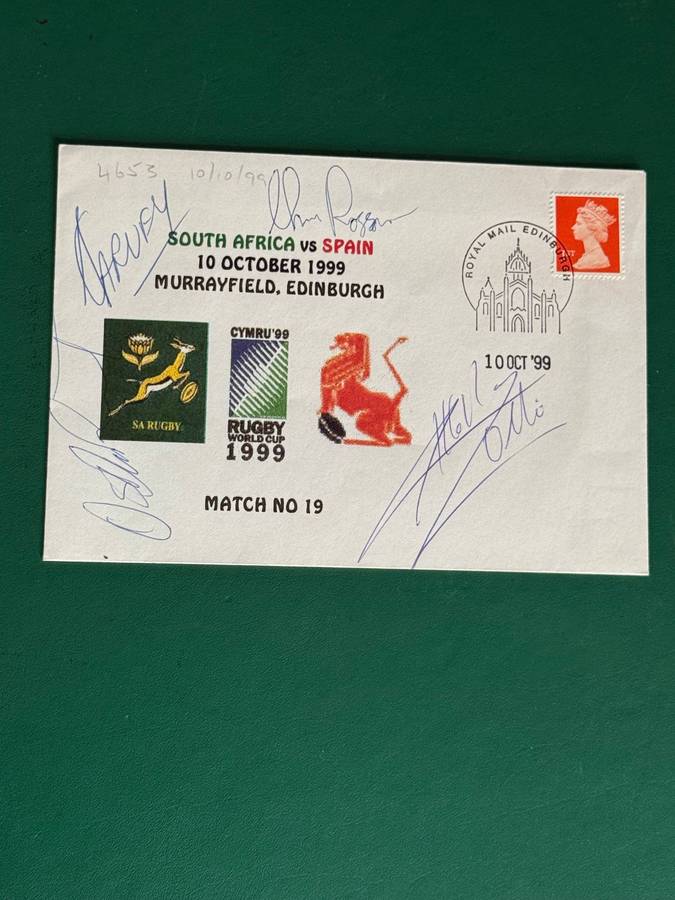 4653 10/10/99
SOUTH AFRICA vs SPAIN
10 OCTOBER 1999
MURRAYFIELD, EDINBURGH
ROYAL MAIL EDINBURGH
10 OCT '99
SA RUGBY
CYMRU '99
RUGBY
WORLD CUP
1999
MATCH NO 19